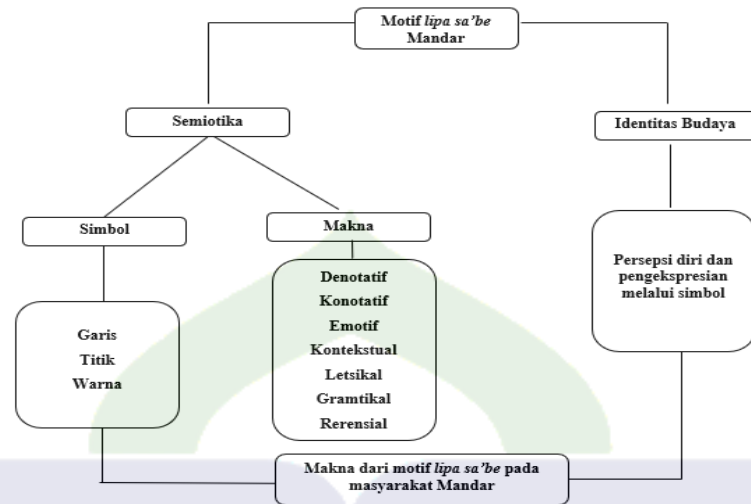 Motif lipa sa’be
Mandar
Semiotika
Identitas Budaya
Simbol
Makna
Persepsi diri dan
pengekspresian
melalui simbol
Garis
Titik
Warna
Denotatif
Konotatif
Emotif
Kontekstual
Letsikal
Gramtikal
Rerensial
Makna dari motif lipa sa’be pada
masyarakat Mandar